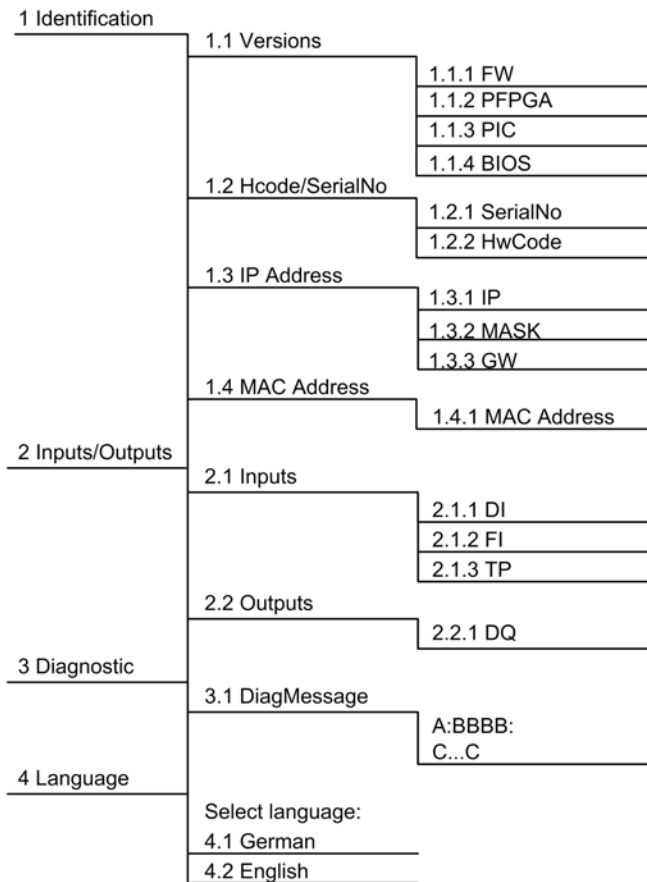 1 Identification
1.1 Versions
1.1.1 FW
1.1.2 PFPGA
1.1.3 PIC
1.1.4 BIOS
1.2 Hcode/SerialNo
1.2.1 SerialNo
1.2.2 HwCode
1.3 IP Address
1.3.1 IP
1.3.2 MASK
1.3.3 GW
1.4 MAC Address
1.4.1 MAC Address
2 Inputs/Outputs
2.1 Inputs
2.1.1 DI
2.1.2 FI
2.1.3 TP
2.2 Outputs
2.2.1 DQ
3 Diagnostic
3.1 DiagMessage
A:BBBB:
C...C
4 Language
Select language:
4.1 German
4.2 English